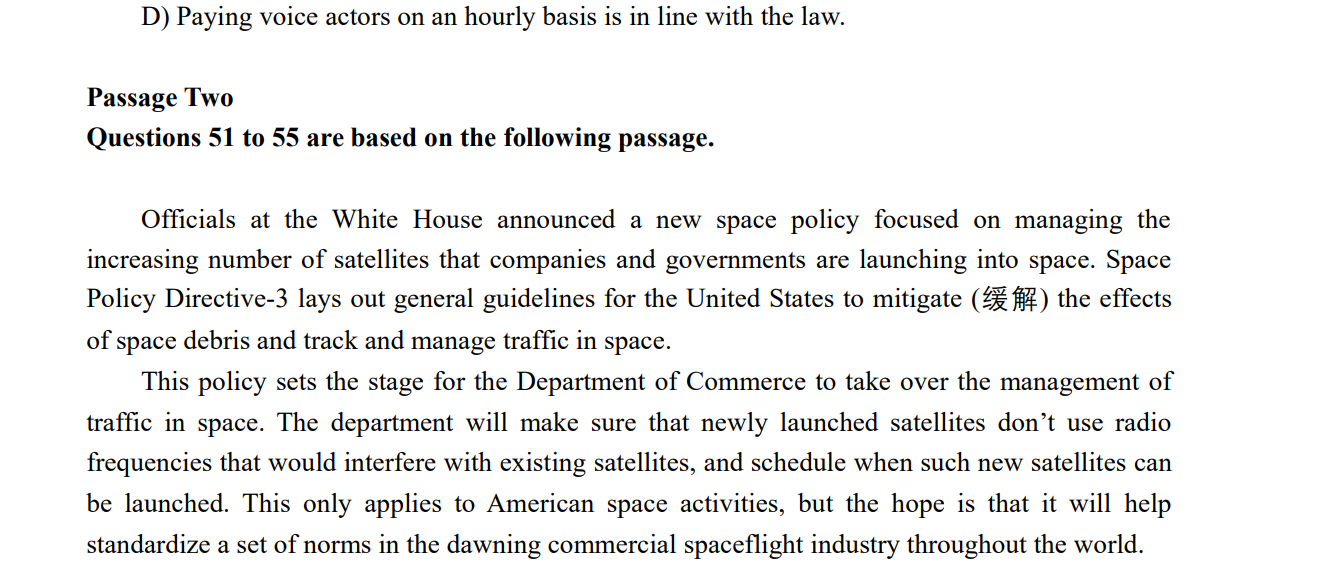 D) Paying voice actors on an hourly basis is in line with the law.
Passage Two
Questions 51 to 55 are based on the following passage.
Officials at the White House announced a new space policy focused on managing the
increasing number of satellites that companies and governments are launching into space. Space
Policy Directive-3 lays out general guidelines for the United States to mitigate (缓解) the effects
of space debris and track and manage traffic in space.
This policy sets the stage for the Department of Commerce to take over the management of
traffic in space. The department will make sure that newly launched satellites don’t use radio
frequencies that would interfere with existing satellites, and schedule when such new satellites can
be launched. This only applies to American space activities, but the hope is that it will help
standardize a set of norms in the dawning commercial spaceflight industry throughout the world.